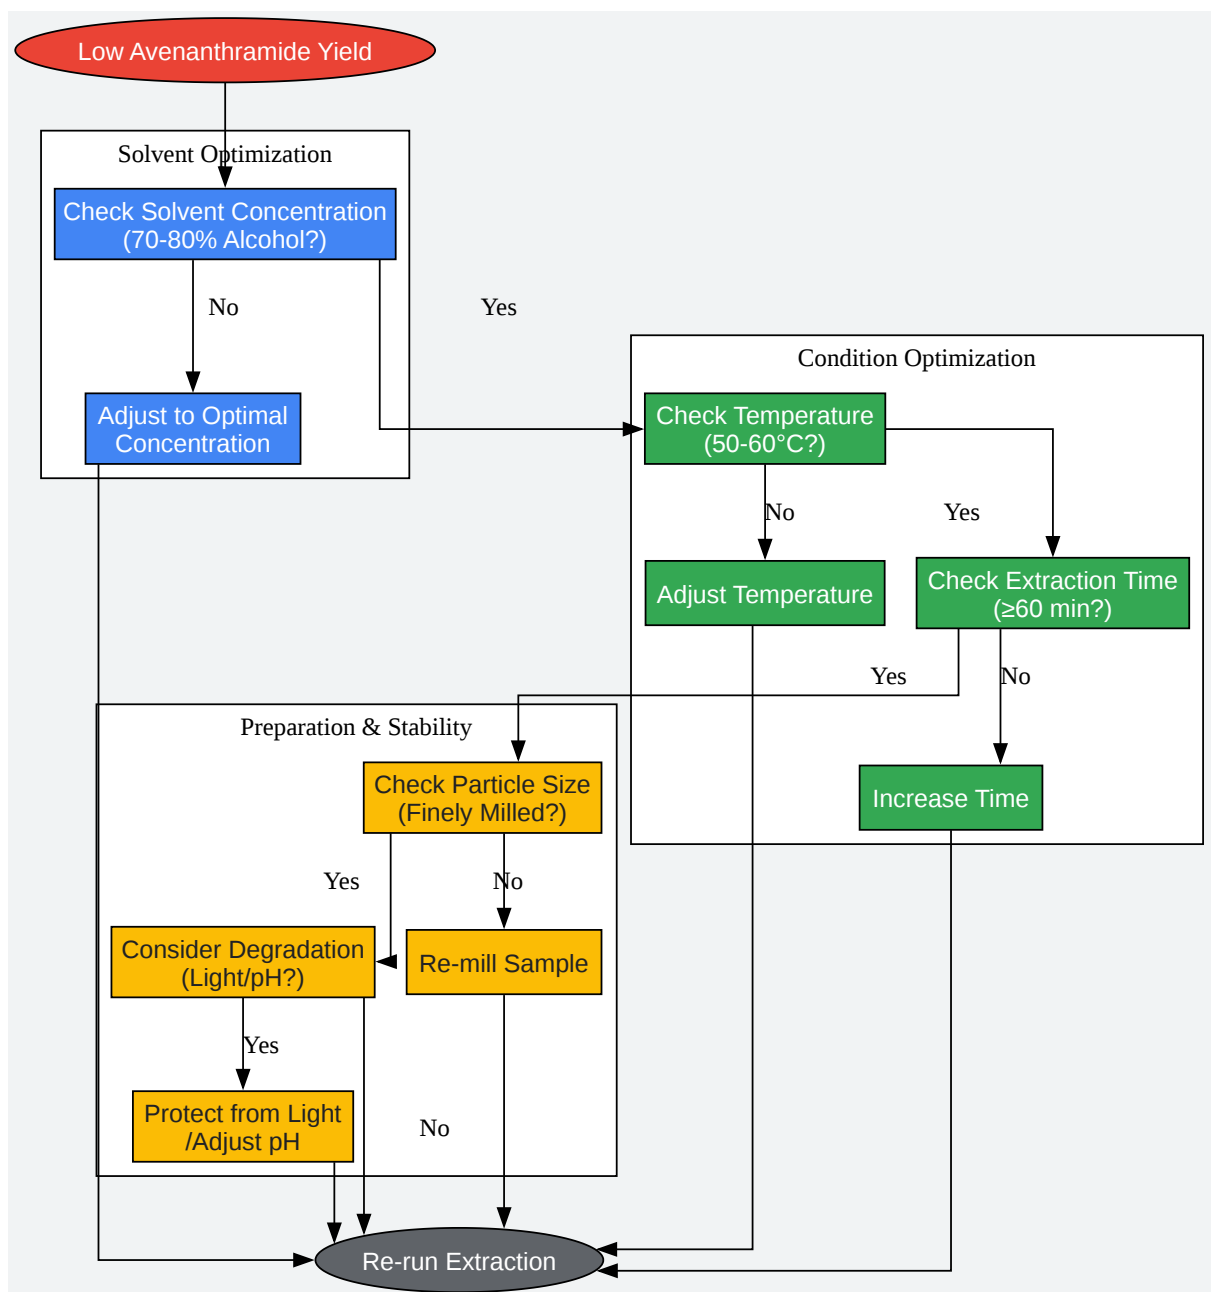 Low Avenanthramide Yield
Solvent Optimization
Check Solvent Concentration
(70-80% Alcohol?)
No
Yes
Adjust to Optimal
Concentration
Condition Optimization
Check Temperature
(50-60°C?)
No
Yes
Adjust Temperature
Check Extraction Time
(≥60 min?)
Yes
No
Increase Time
Preparation & Stability
Check Particle Size
(Finely Milled?)
Yes
No
Consider Degradation
(Light/pH?)
Re-mill Sample
Yes
No
Protect from Light
/Adjust pH
Re-run Extraction